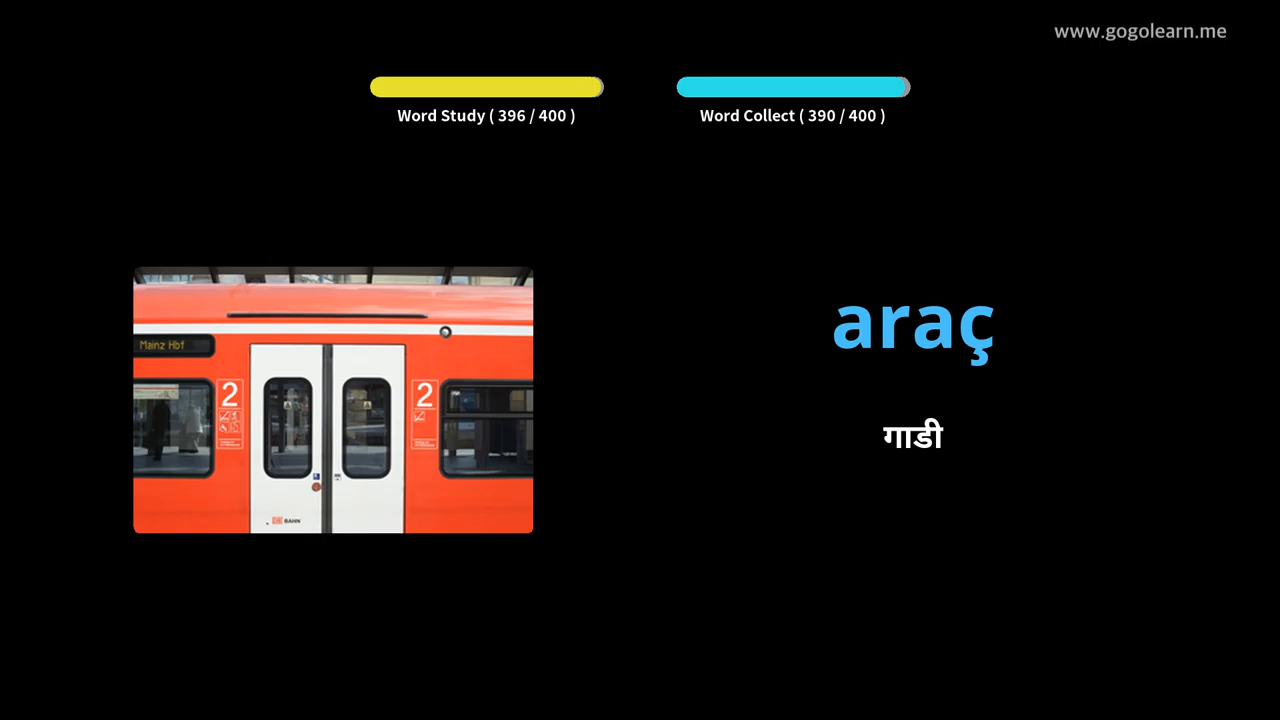 www.gogolearn.me
Word Study ( 396 / 400 )
Word Collect ( 390 / 400 )
Mainz Hbf
2
2
DB BAHN
araç
गाडी